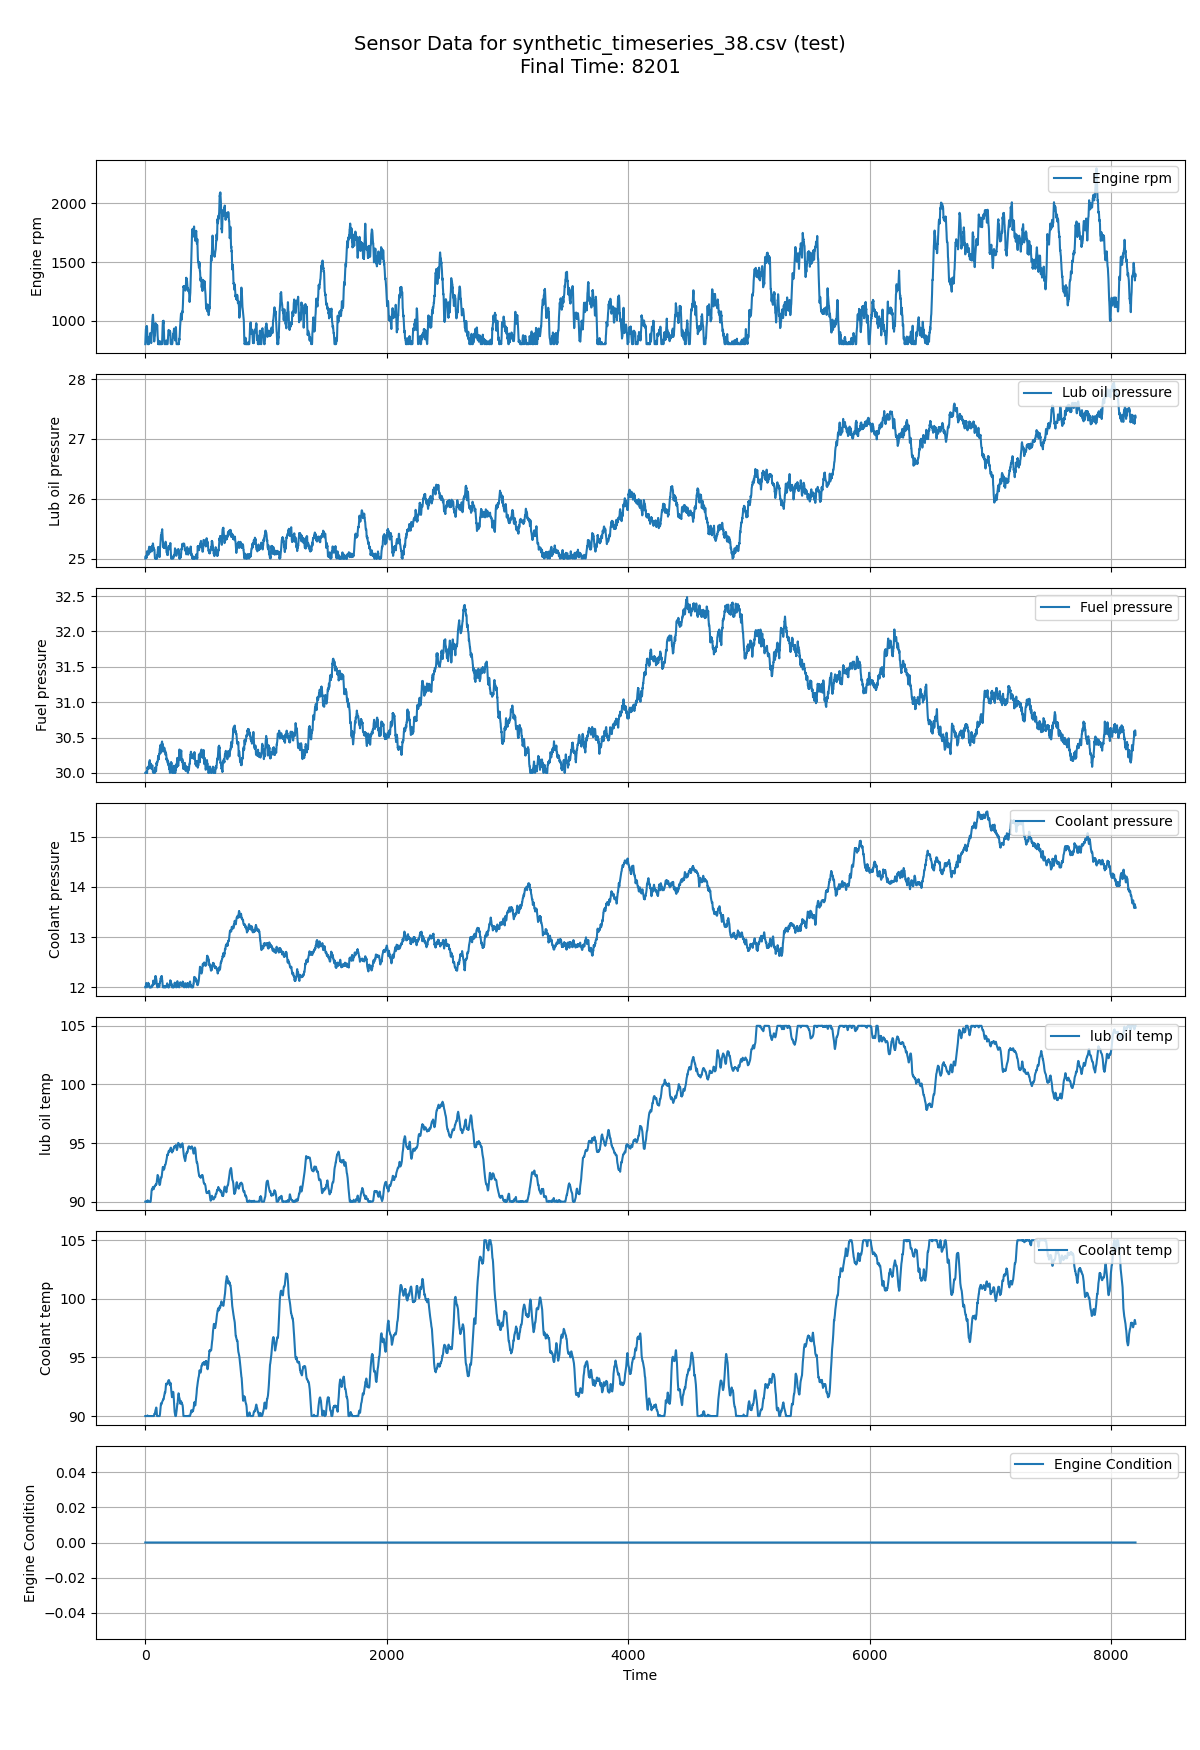 Sensor Data for synthetic_timeseries_38.csv (test)
Final Time: 8201
Engine rpm
2000
1500
1000
Engine rpm
Lub oil pressure
28
27
26
25
Lub oil pressure
Fuel pressure
32.5
32.0
31.5
31.0
30.5
30.0
Fuel pressure
Coolant pressure
15
14
13
12
Coolant pressure
lub oil temp
105
100
95
90
lub oil temp
Coolant temp
105
100
95
90
Coolant temp
Engine Condition
0.04
0.02
0.00
−0.02
−0.04
Engine Condition
0 2000 4000 6000 8000
Time